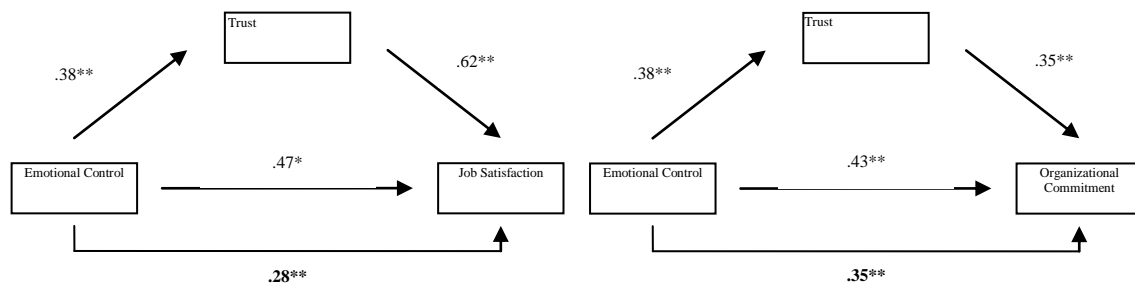 Trust
.38**
.62**
Emotional Control
.47*
Job Satisfaction
.28**
Trust
.38**
.35**
Emotional Control
.43**
Organizational
Commitment
.35**